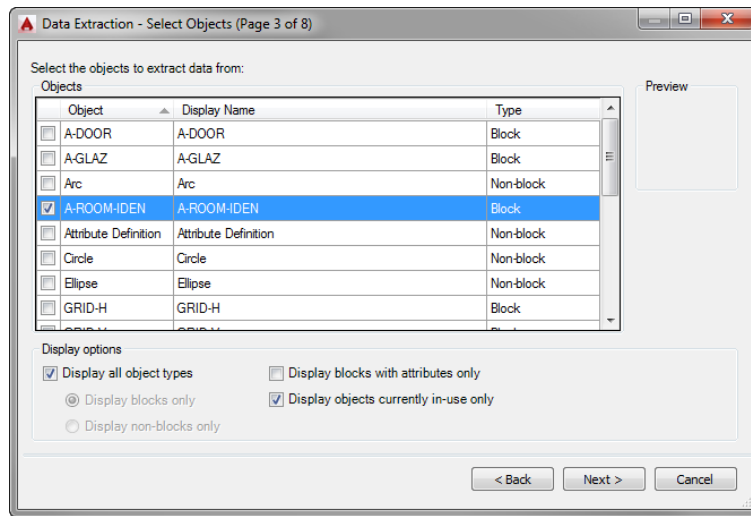 Data Extraction - Select Objects (Page 3 of 8)
Select the objects to extract data from:
Objects
Preview
Object Display Name Type
A-DOOR A-DOOR Block
A-GLAZ A-GLAZ Block
Arc Arc Non-block
A-ROOM-IDEN A-ROOM-IDEN Block
Attribute Definition Attribute Definition Non-block
Circle Circle Non-block
Ellipse Ellipse Non-block
GRID-H GRID-H Block
Display options
Display all object types Display blocks with attributes only
Display blocks only Display objects currently in-use only
Display non-blocks only
< Back Next > Cancel